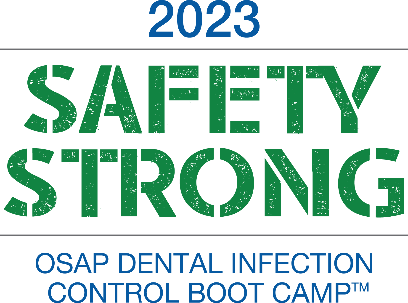 2023
SAFETY
STRONG
OSAP DENTAL INFECTION
CONTROL BOOT CAMP™